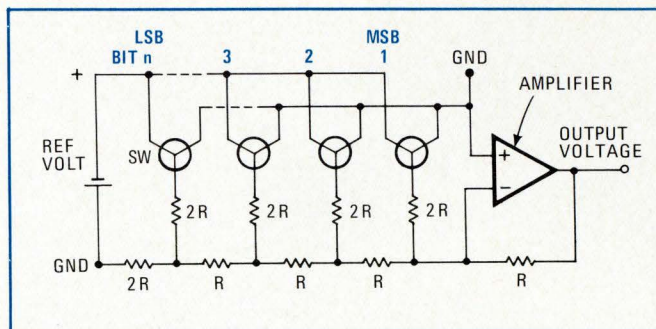 LSB
MSB
BIT n
3
2
1
GND
AMPLIFIER
+
REF
VOLT
SW
+
OUTPUT
VOLTAGE
−
2R
2R
2R
2R
GND
2R
R
R
R
R